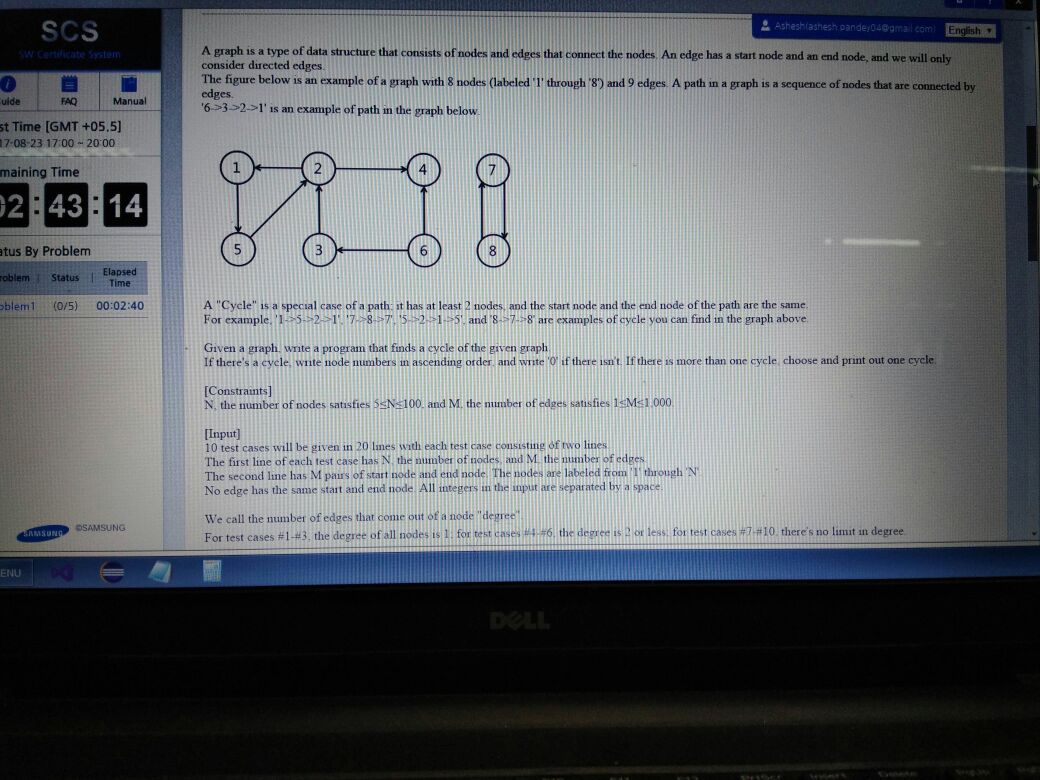 SCS
SW Certificate System
FAQ
Manual
Time [GMT +05.5]
17-08-23 17:00 ~ 20:00
Time
:43:14
By Problem
Status
Elapsed Time
(0/5) 00:02:40
SAMSUNG ©SAMSUNG
Ashesh(ashesh.pandey04@gmail.com) English
A graph is a type of data structure that consists of nodes and edges that connect the nodes. An edge has a start node and an end node, and we will only
consider directed edges.
The figure below is an example of a graph with 8 nodes (labeled '1' through '8') and 9 edges. A path in a graph is a sequence of nodes that are connected by
edges.
'6->3->2->1' is an example of path in the graph below.
1 2 4 7
5 3 6 8
A "Cycle" is a special case of a path; it has at least 2 nodes, and the start node and the end node of the path are the same.
For example, '1->5->2->1', '7->8->7', '5->2->1->5', and '8->7->8' are examples of cycle you can find in the graph above.
Given a graph, write a program that finds a cycle of the given graph.
If there's a cycle, write node numbers in ascending order, and write '0' if there isn't. If there is more than one cycle, choose and print out one cycle.
[Constraints]
N, the number of nodes satisfies 5≤N≤100, and M, the number of edges satisfies 1≤M≤1,000.
[Input]
10 test cases will be given in 20 lines with each test case consisting of two lines.
The first line of each test case has N, the number of nodes, and M, the number of edges.
The second line has M pairs of start node and end node. The nodes are labeled from '1' through 'N'.
No edge has the same start and end node. All integers in the input are separated by a space.
We call the number of edges that come out of a node "degree".
For test cases #1-#3, the degree of all nodes is 1; for test cases #4-#6, the degree is 2 or less; for test cases #7-#10, there's no limit in degree.
DELL